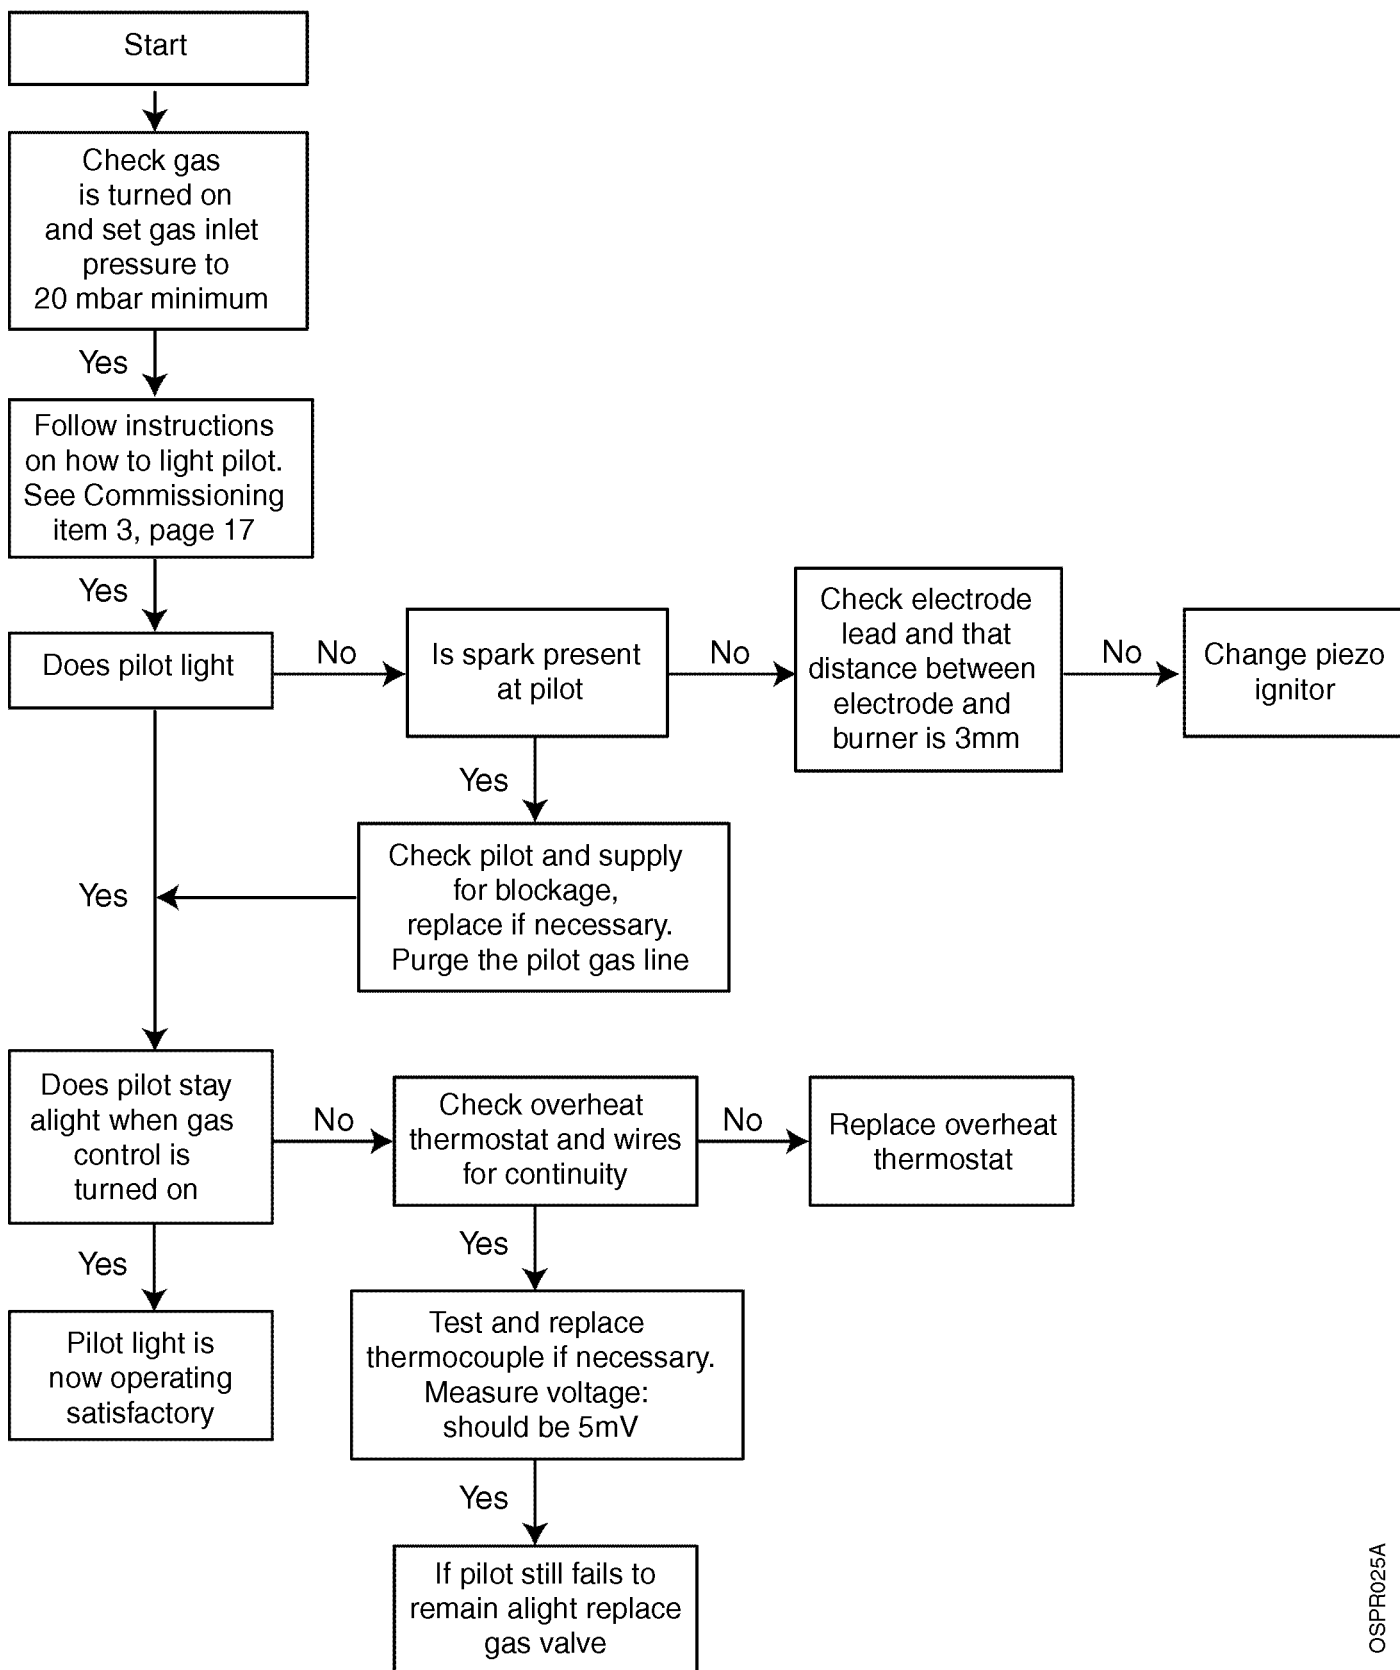 Start
Check gas
is turned on
and set gas inlet
pressure to
20 mbar minimum
Yes
Follow instructions
on how to light pilot.
See Commissioning
item 3, page 17
Yes
Does pilot light
No
Is spark present
at pilot
No
Check electrode
lead and that
distance between
electrode and
burner is 3mm
No
Change piezo
ignitor
Yes
Check pilot and supply
for blockage,
replace if necessary.
Purge the pilot gas line
Yes
Does pilot stay
alight when gas
control is
turned on
No
Check overheat
thermostat and wires
for continuity
No
Replace overheat
thermostat
Yes
Pilot light is
now operating
satisfactory
Yes
Test and replace
thermocouple if necessary.
Measure voltage:
should be 5mV
Yes
If pilot still fails to
remain alight replace
gas valve
OSPR025A